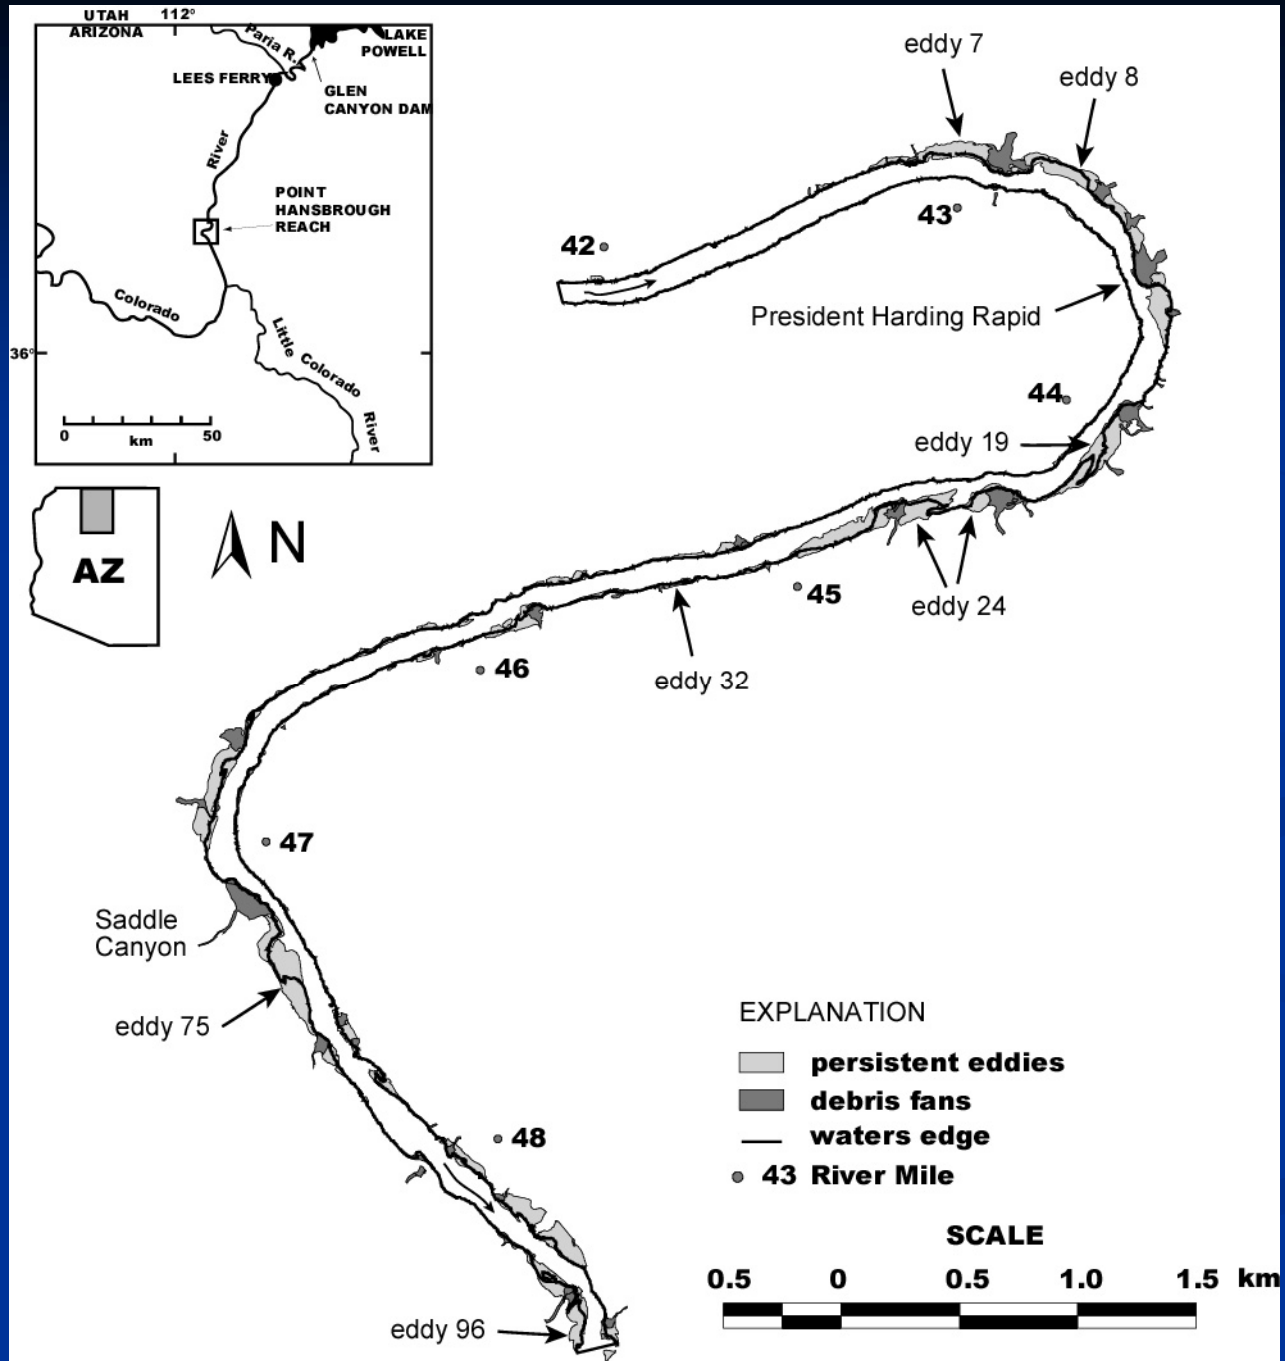 UTAH
ARIZONA
112°
Paria R.
LAKE
POWELL
LEES FERRY
GLEN
CANYON DAM
River
POINT
HANSBROUGH
REACH
Colorado
Little Colorado River
36°
0 50
km
AZ
N
eddy 7
eddy 8
42
43
President Harding Rapid
44
eddy 19
eddy 24
45
eddy 32
46
47
Saddle
Canyon
eddy 75
48
eddy 96
EXPLANATION
persistent eddies
debris fans
waters edge
43 River Mile
SCALE
0.5 0 0.5 1.0 1.5 km